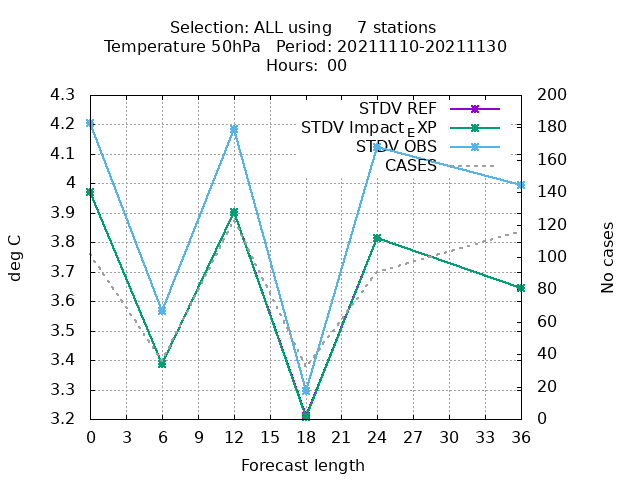 Selection: ALL using     7 stations
Temperature 50hPa   Period: 20211110-20211130
Hours:  00
STDV REF
STDV Impact_EXP
STDV OBS
CASES
4.3
4.2
4.1
4
3.9
3.8
3.7
3.6
3.5
3.4
3.3
3.2
deg C
200
180
160
140
120
100
80
60
40
20
0
No cases
0 3 6 9 12 15 18 21 24 27 30 33 36
Forecast length